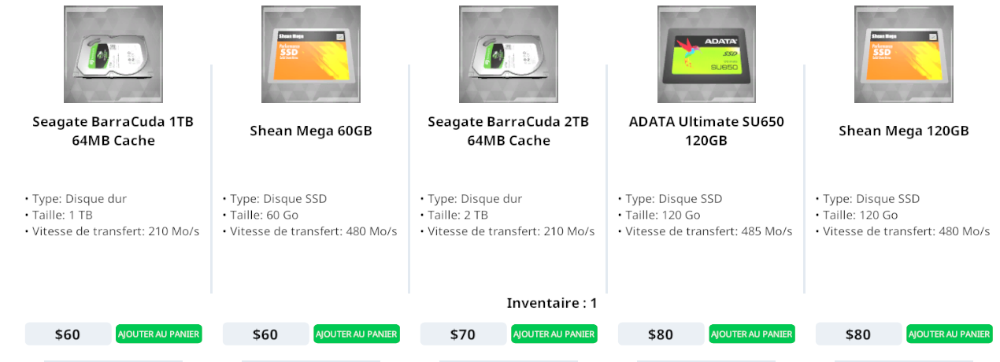 Shean Mega
Performance
SSD
ADATA
SSD
SU650
Shean Mega
Performance
SSD
Seagate BarraCuda 1TB
64MB Cache
Shean Mega 60GB
Seagate BarraCuda 2TB
64MB Cache
ADATA Ultimate SU650
120GB
Shean Mega 120GB
• Type: Disque dur
• Taille: 1 TB
• Vitesse de transfert: 210 Mo/s
• Type: Disque SSD
• Taille: 60 Go
• Vitesse de transfert: 480 Mo/s
• Type: Disque dur
• Taille: 2 TB
• Vitesse de transfert: 210 Mo/s
• Type: Disque SSD
• Taille: 120 Go
• Vitesse de transfert: 485 Mo/s
• Type: Disque SSD
• Taille: 120 Go
• Vitesse de transfert: 480 Mo/s
Inventaire : 1
$60 AJOUTER AU PANIER
$60 AJOUTER AU PANIER
$70 AJOUTER AU PANIER
$80 AJOUTER AU PANIER
$80 AJOUTER AU PANIER